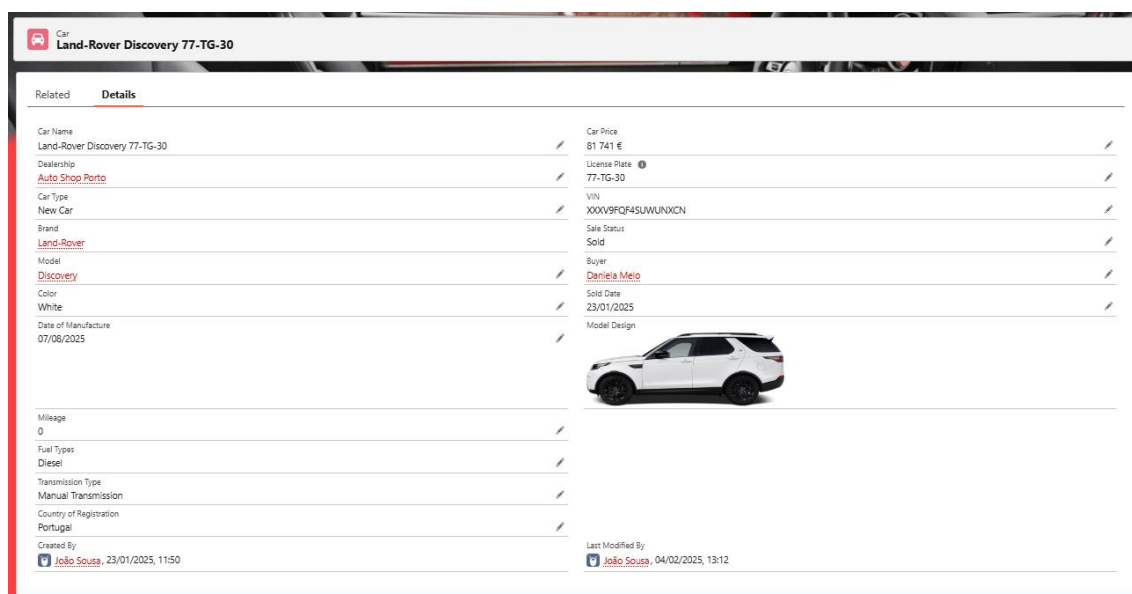 Car
Land-Rover Discovery 77-TG-30
Related
Details
Car Name
Land-Rover Discovery 77-TG-30
Car Price
81 741 €
Dealership
Auto Shop Porto
License Plate
77-TG-30
Car Type
New Car
VIN
XXXV9FQF4SUWUNXCN
Brand
Land-Rover
Sale Status
Sold
Model
Discovery
Buyer
Daniela Melo
Color
White
Sold Date
23/01/2025
Date of Manufacture
07/08/2025
Model Design
Mileage
0
Fuel Types
Diesel
Transmission Type
Manual Transmission
Country of Registration
Portugal
Created By
João Sousa, 23/01/2025, 11:50
Last Modified By
João Sousa, 04/02/2025, 13:12